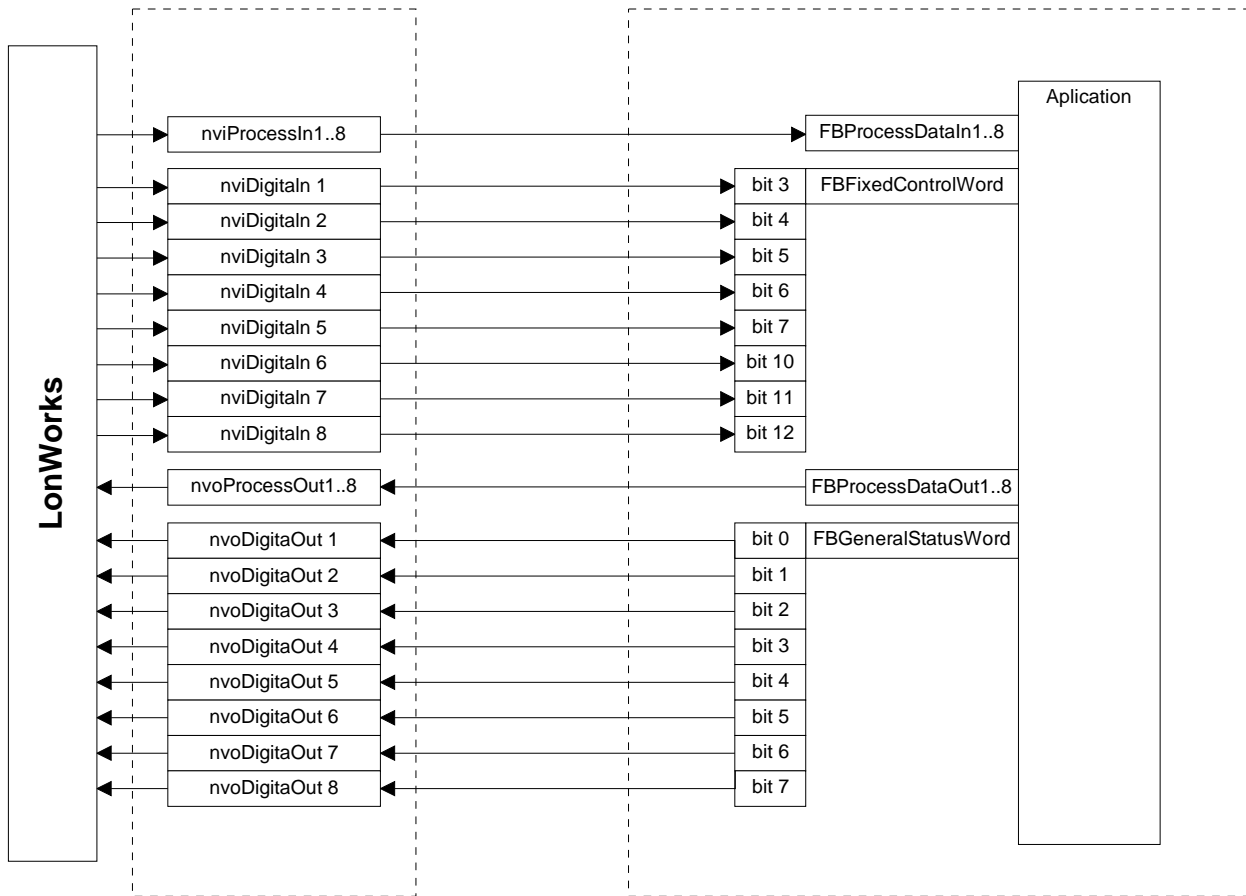 Aplication
nviProcessIn1..8 FBProcessDataIn1..8
nviDigitaIn 1 bit 3 FBFixedControlWord
nviDigitaIn 2 bit 4
nviDigitaIn 3 bit 5
nviDigitaIn 4 bit 6
nviDigitaIn 5 bit 7
nviDigitaIn 6 bit 10
nviDigitaIn 7 bit 11
nviDigitaIn 8 bit 12
LonWorks
nvoProcessOut1..8 FBProcessDataOut1..8
nvoDigitaOut 1 bit 0 FBGeneralStatusWord
nvoDigitaOut 2 bit 1
nvoDigitaOut 3 bit 2
nvoDigitaOut 4 bit 3
nvoDigitaOut 5 bit 4
nvoDigitaOut 6 bit 5
nvoDigitaOut 7 bit 6
nvoDigitaOut 8 bit 7